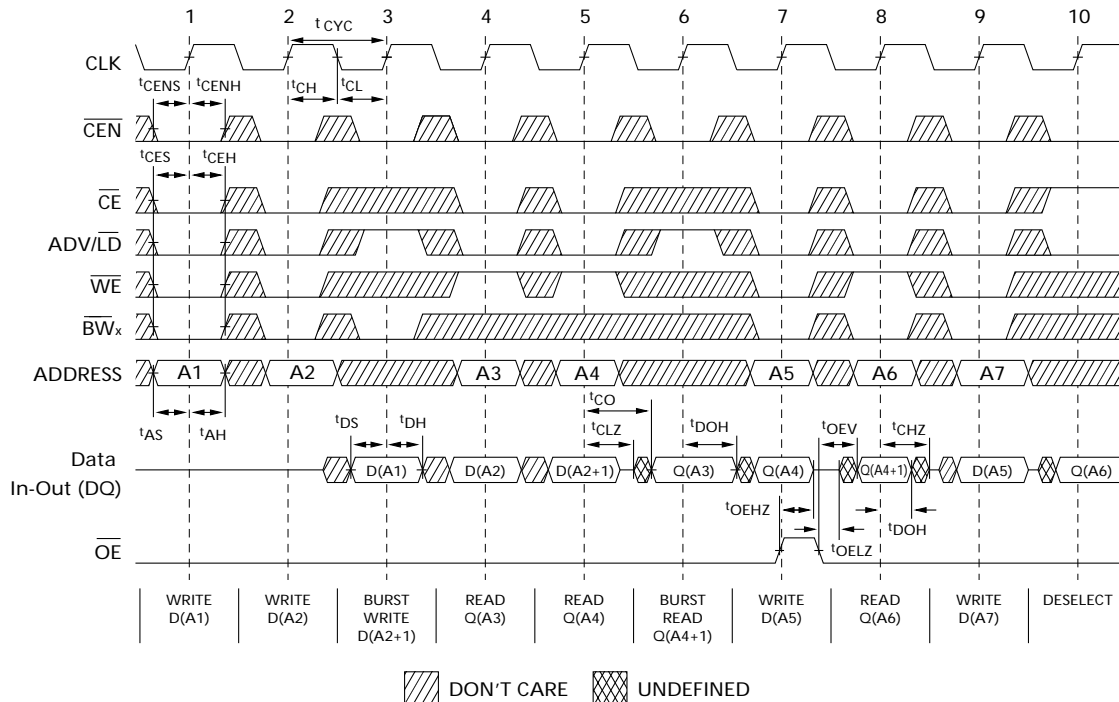 1 2 3 4 5 6 7 8 9 10
tCYC
CLK
tCENS tCENH tCH tCL
CEN
tCES tCEH
CE
ADV/LD
WE
BWx
ADDRESS A1 A2 A3 A4 A5 A6 A7
tAS tAH tDS tDH tCO tCLZ tDOH tOEV tCHZ
Data
In-Out (DQ)
D(A1) D(A2) D(A2+1) Q(A3) Q(A4) Q(A4+1) D(A5) Q(A6)
tOEHZ tDOH
tOELZ
OE
WRITE
D(A1)
WRITE
D(A2)
BURST
WRITE
D(A2+1)
READ
Q(A3)
READ
Q(A4)
BURST
READ
Q(A4+1)
WRITE
D(A5)
READ
Q(A6)
WRITE
D(A7)
DESELECT
DON'T CARE UNDEFINED